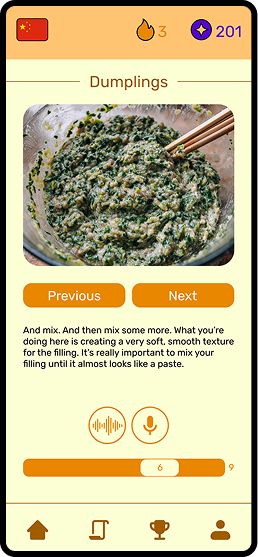 3
201
Dumplings
Previous
Next
And mix. And then mix some more. What you're
doing here is creating a very soft, smooth texture
for the filling. It's really important to mix your
filling until it almost looks like a paste.
6
9